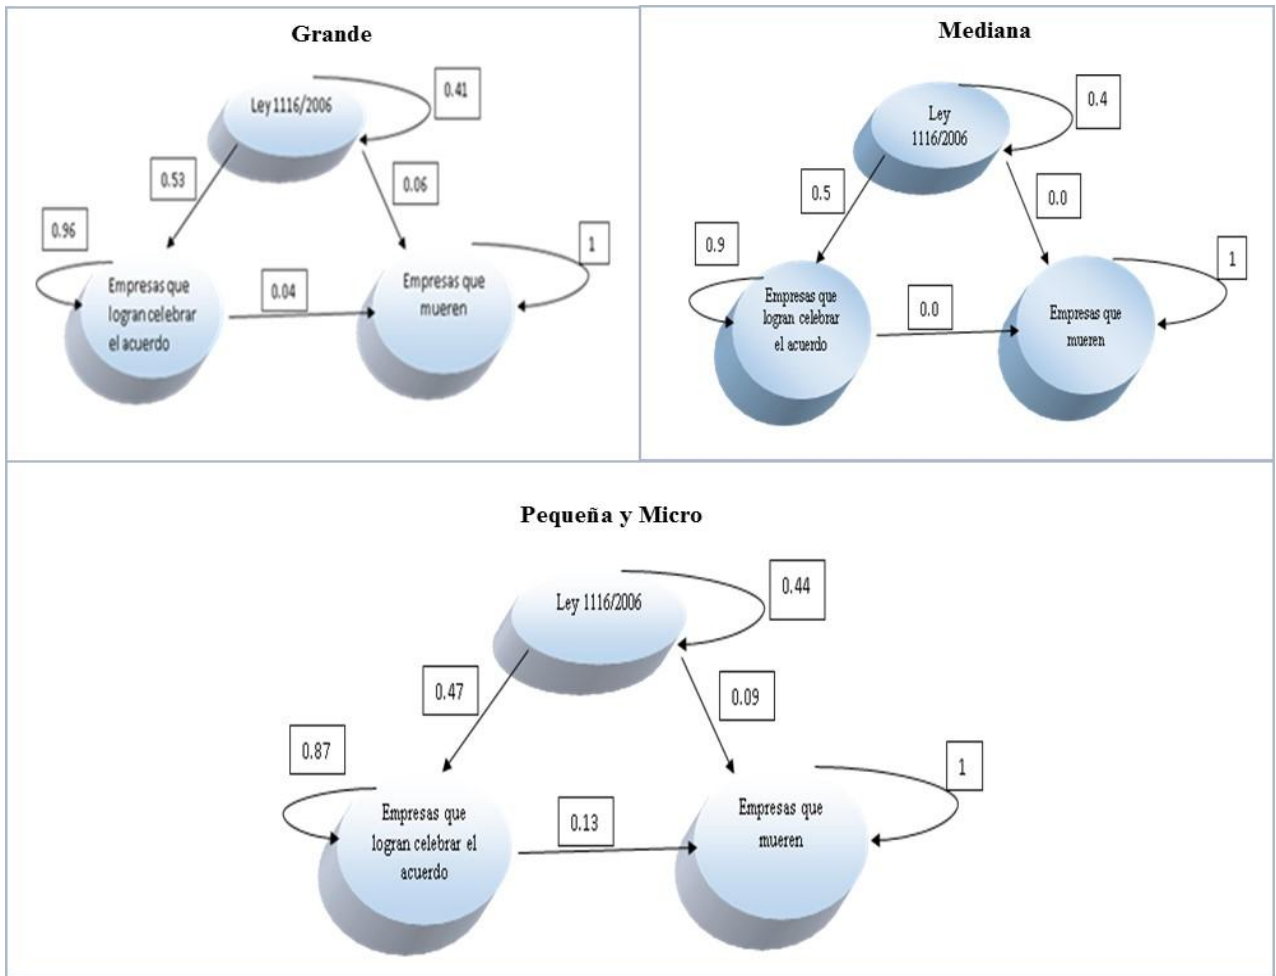 Grande
Ley 1116/2006
0.41
0.53
0.06
0.96
1
Empresas que
logran celebrar
el acuerdo
0.04
Empresas que
mueren
Mediana
Ley
1116/2006
0.4
0.5
0.0
0.9
1
Empresas que
logran celebrar
el acuerdo
0.0
Empresas que
mueren
Pequeña y Micro
Ley 1116/2006
0.44
0.47
0.09
0.87
1
Empresas que
logran celebrar el
acuerdo
0.13
Empresas que
mueren